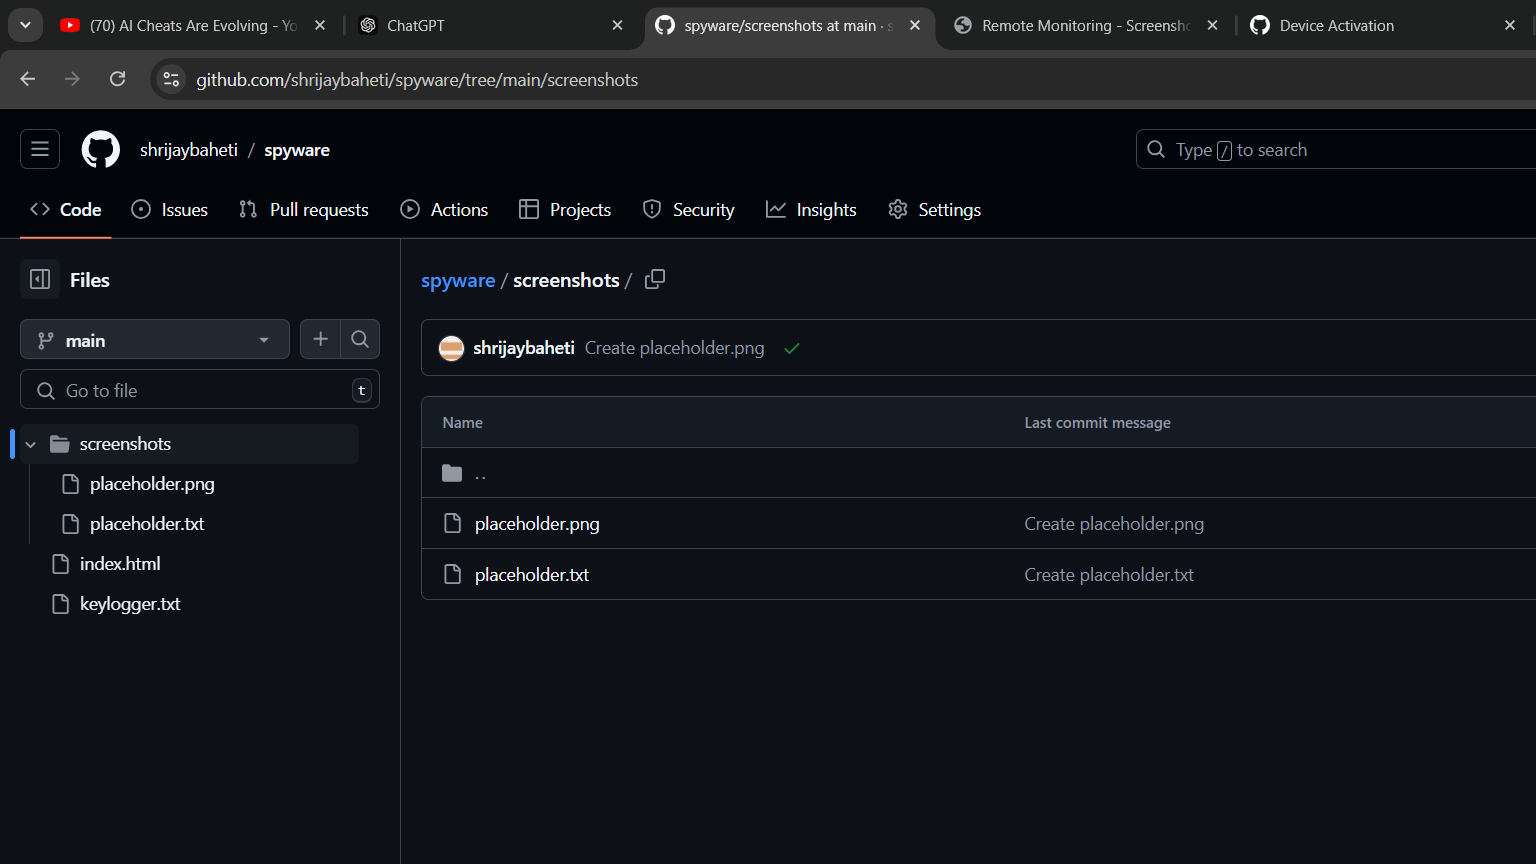 (70) AI Cheats Are Evolving - Yo
ChatGPT
spyware/screenshots at main · s
Remote Monitoring - Screensho
Device Activation
github.com/shrijaybaheti/spyware/tree/main/screenshots
shrijaybaheti / spyware
Type / to search
Code
Issues
Pull requests
Actions
Projects
Security
Insights
Settings
Files
spyware / screenshots /
main
shrijaybaheti Create placeholder.png
Go to file
t
Name
Last commit message
screenshots
..
placeholder.png
placeholder.txt
index.html
keylogger.txt
placeholder.png
Create placeholder.png
placeholder.txt
Create placeholder.txt